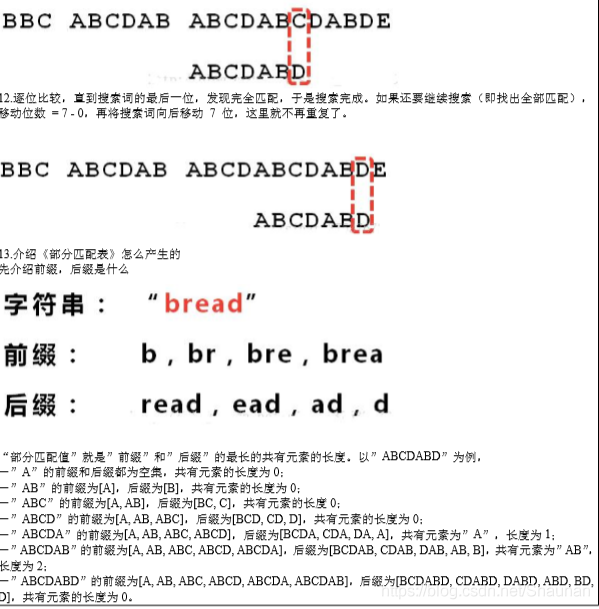 BBC ABCDAB ABCDABCDABDE
ABCDABD
12.逐位比较，直到搜索词的最后一位，发现完全匹配，于是搜索完成。如果还要继续搜索（即找出全部匹配），
移动位数 = 7 - 0，再将搜索词向后移动 7 位，这里就不再重复了。
BBC ABCDAB ABCDABCDABDE
ABCDABD
13.介绍《部分匹配表》怎么产生的
先介绍前缀，后缀是什么
字符串： “bread”
前缀： b , br , bre , brea
后缀： read , ead , ad , d
“部分匹配值”就是”前缀”和”后缀”的最长的共有元素的长度。以”ABCDABD”为例，
－”A”的前缀和后缀都为空集，共有元素的长度为 0;
－”AB”的前缀为[A]，后缀为[B]，共有元素的长度为 0;
－”ABC”的前缀为[A, AB]，后缀为[BC, C]，共有元素的长度 0;
－”ABCD”的前缀为[A, AB, ABC]，后缀为[BCD, CD, D]，共有元素的长度为 0;
－”ABCDA”的前缀为[A, AB, ABC, ABCD]，后缀为[BCDA, CDA, DA, A]，共有元素为”A”，长度为 1;
－”ABCDAB”的前缀为[A, AB, ABC, ABCD, ABCDA]，后缀为[BCDAB, CDAB, DAB, AB, B]，共有元素为”AB”，
长度为 2;
－”ABCDABD”的前缀为[A, AB, ABC, ABCD, ABCDA, ABCDAB]，后缀为[BCDABD, CDABD, DABD, ABD, BD,
D]，共有元素的长度为 0。
https://blog.csdn.net/Shaunan